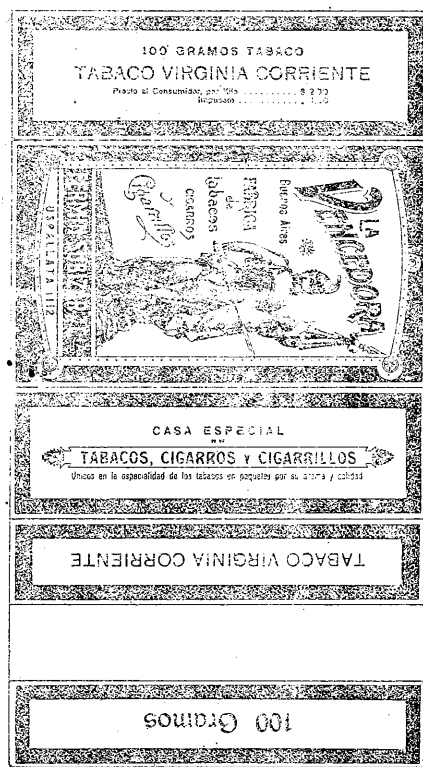 100 GRAMOS TABACO
TABACO VIRGINIA CORRIENTE
Precio al Consumidor, por Kilo
Impuesto
LA
VENCEDORA
Buenos Aires
FABRICA
de
tabacos
CIGARROS
Cigarrillos
USPALLATA 1112
CASA ESPECIAL
EN
TABACOS, CIGARROS Y CIGARRILLOS
Unicos en la especialidad de los tabacos en paquetes por su aroma y calidad
TABACO VIRGINIA CORRIENTE
100 Gramos